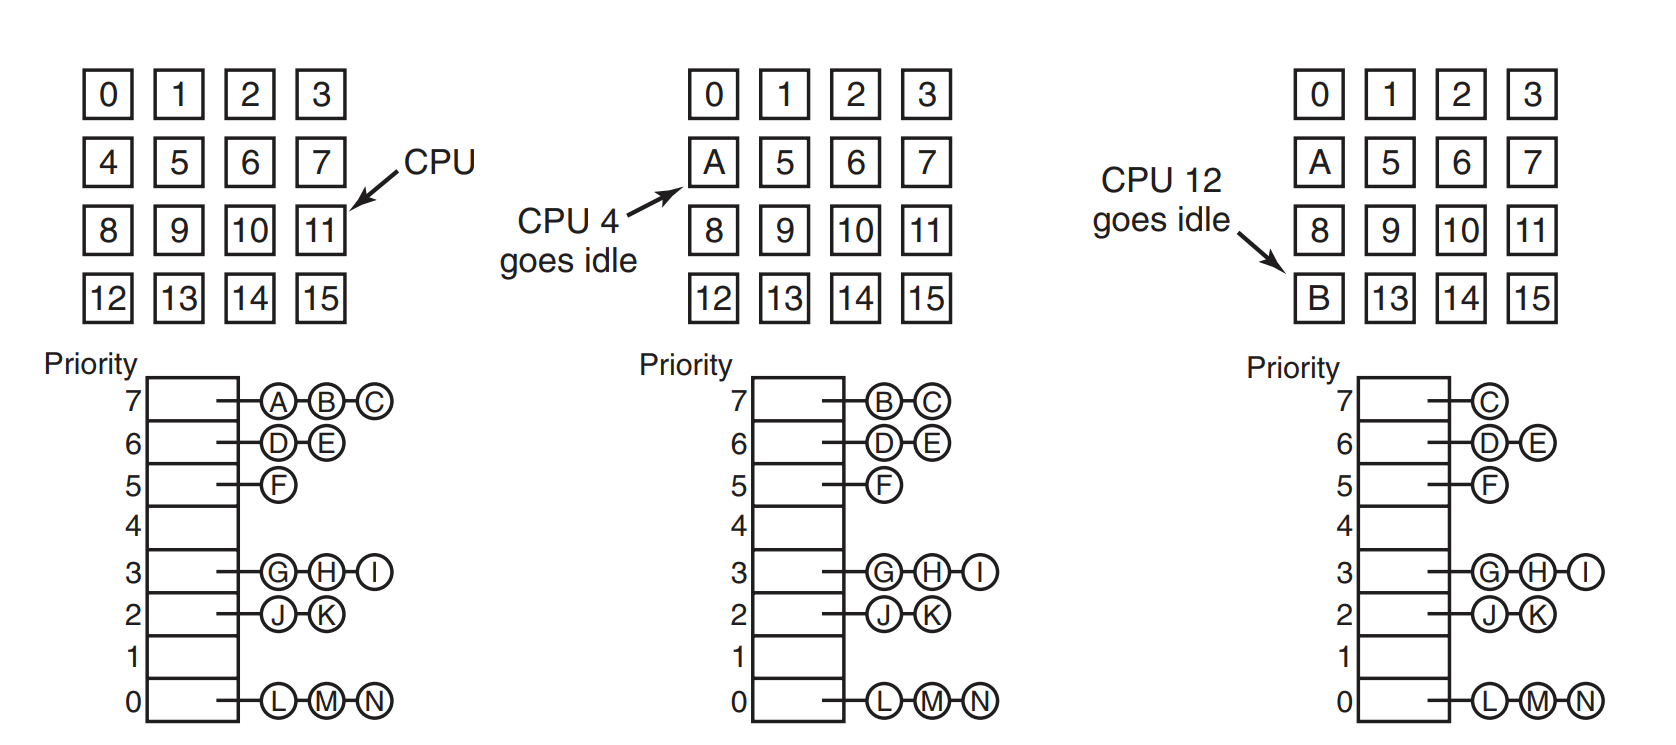 0 1 2 3
4 5 6 7
CPU
8 9 10 11
12 13 14 15
Priority
7 A B C
6 D E
5 F
4
3 G H I
2 J K
1
0 L M N
0 1 2 3
A 5 6 7
CPU 4
goes idle
8 9 10 11
12 13 14 15
Priority
7 B C
6 D E
5 F
4
3 G H I
2 J K
1
0 L M N
0 1 2 3
A 5 6 7
CPU 12
goes idle
8 9 10 11
B 13 14 15
Priority
7 C
6 D E
5 F
4
3 G H I
2 J K
1
0 L M N